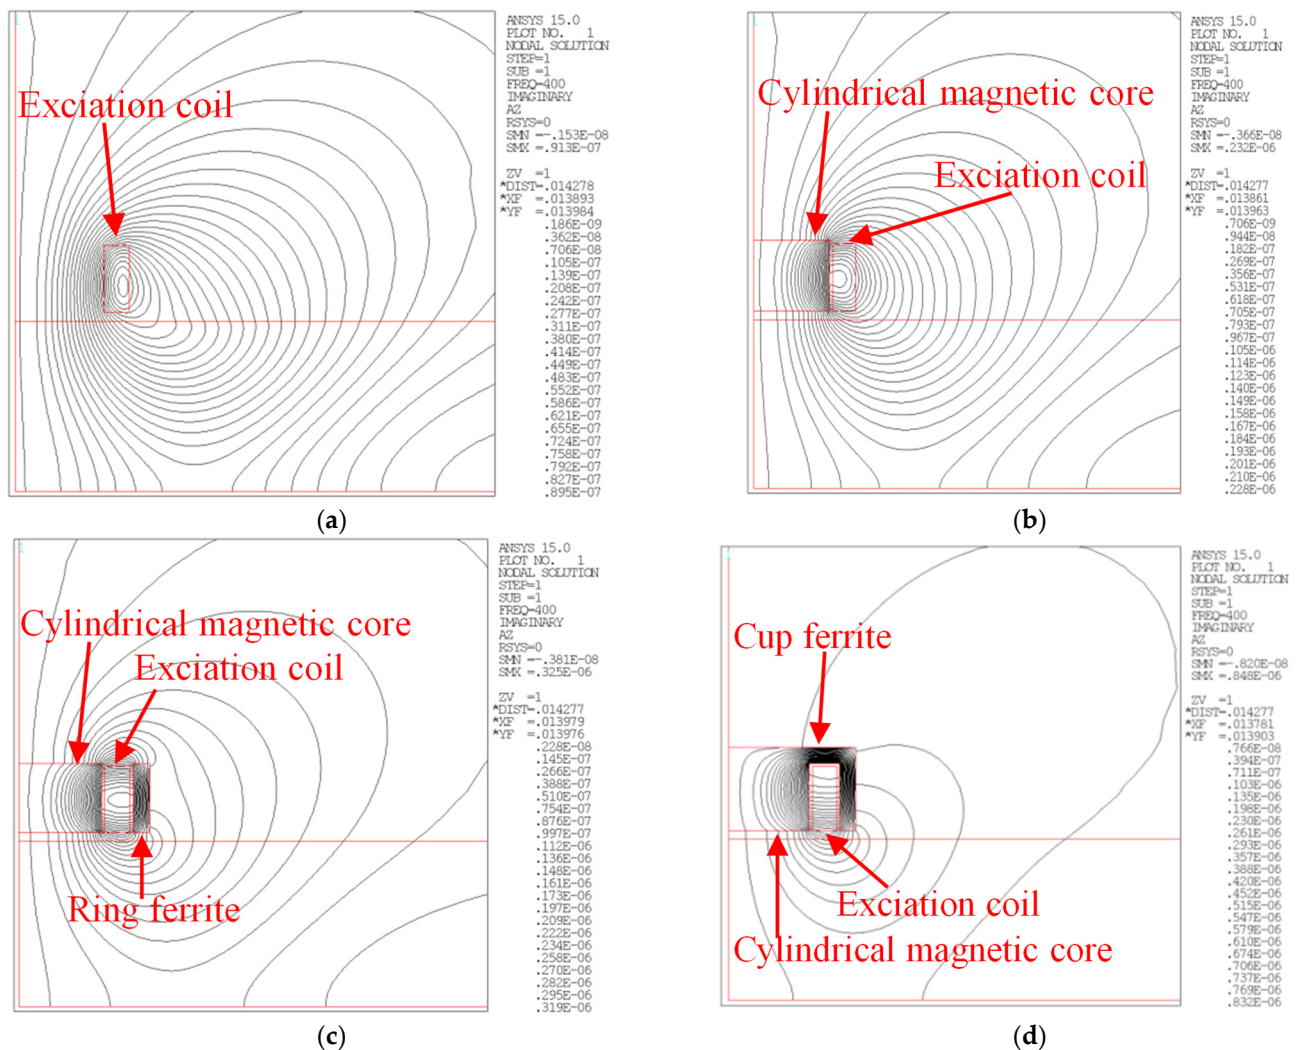 1
ANSYS 15.0
PLOT NO. 1
NODAL SOLUTION
STEP=1
SUB =1
FREQ=400
IMAGINARY
AZ
RSYS=0
SMN =-.153E-08
SMX =.913E-07
ZV =1
*DIST=.014278
*XF =.013893
*YF =.013984
.186E-09
.362E-08
.706E-08
.105E-07
.139E-07
.208E-07
.242E-07
.277E-07
.311E-07
.380E-07
.414E-07
.449E-07
.483E-07
.552E-07
.586E-07
.621E-07
.655E-07
.724E-07
.758E-07
.792E-07
.827E-07
.895E-07
Exciation coil
(a)
1
ANSYS 15.0
PLOT NO. 1
NODAL SOLUTION
STEP=1
SUB =1
FREQ=400
IMAGINARY
AZ
RSYS=0
SMN =-.366E-08
SMX =.232E-06
ZV =1
*DIST=.014277
*XF =.013861
*YF =.013963
.706E-09
.944E-08
.182E-07
.269E-07
.356E-07
.531E-07
.618E-07
.705E-07
.793E-07
.967E-07
.105E-06
.114E-06
.123E-06
.140E-06
.149E-06
.158E-06
.167E-06
.184E-06
.193E-06
.201E-06
.210E-06
.228E-06
Cylindrical magnetic core
Exciation coil
(b)
1
ANSYS 15.0
PLOT NO. 1
NODAL SOLUTION
STEP=1
SUB =1
FREQ=400
IMAGINARY
AZ
RSYS=0
SMN =-.381E-08
SMX =.325E-06
ZV =1
*DIST=.014277
*XF =.013979
*YF =.013976
.228E-08
.145E-07
.266E-07
.388E-07
.510E-07
.754E-07
.876E-07
.997E-07
.112E-06
.136E-06
.148E-06
.161E-06
.173E-06
.197E-06
.209E-06
.222E-06
.234E-06
.258E-06
.270E-06
.282E-06
.295E-06
.319E-06
Cylindrical magnetic core
Exciation coil
Ring ferrite
(c)
1
ANSYS 15.0
PLOT NO. 1
NODAL SOLUTION
STEP=1
SUB =1
FREQ=400
IMAGINARY
AZ
RSYS=0
SMN =-.820E-08
SMX =.848E-06
ZV =1
*DIST=.014277
*XF =.013781
*YF =.013903
.766E-08
.394E-07
.711E-07
.103E-06
.135E-06
.198E-06
.230E-06
.261E-06
.293E-06
.357E-06
.388E-06
.420E-06
.452E-06
.515E-06
.547E-06
.579E-06
.610E-06
.674E-06
.706E-06
.737E-06
.769E-06
.832E-06
Cup ferrite
Exciation coil
Cylindrical magnetic core
(d)